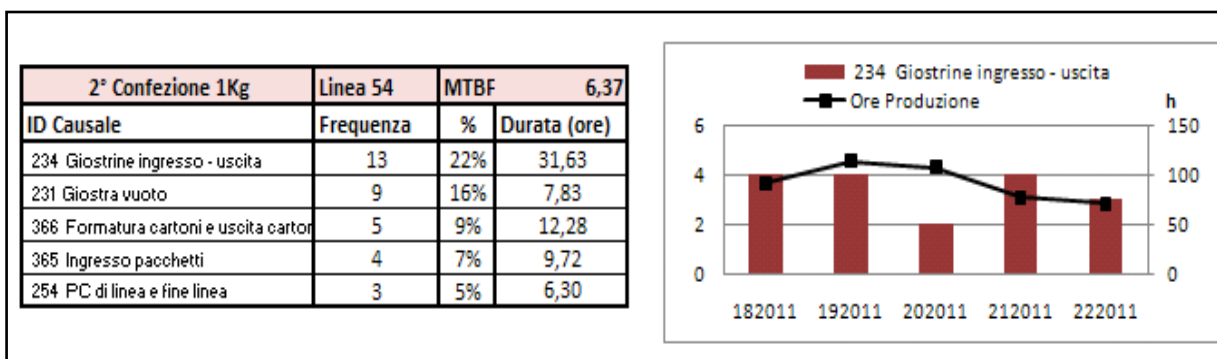 2° Confezione 1Kg Linea 54 MTBF 6,37
ID Causale Frequenza % Durata (ore)
234 Giostrine ingresso - uscita 13 22% 31,63
231 Giostra vuoto 9 16% 7,83
366 Formatura cartoni e uscita carton 5 9% 12,28
365 Ingresso pacchetti 4 7% 9,72
254 PC di linea e fine linea 3 5% 6,30
234 Giostrine ingresso - uscita
Ore Produzione h
6 150
4 100
2 50
0 0
182011 192011 202011 212011 222011